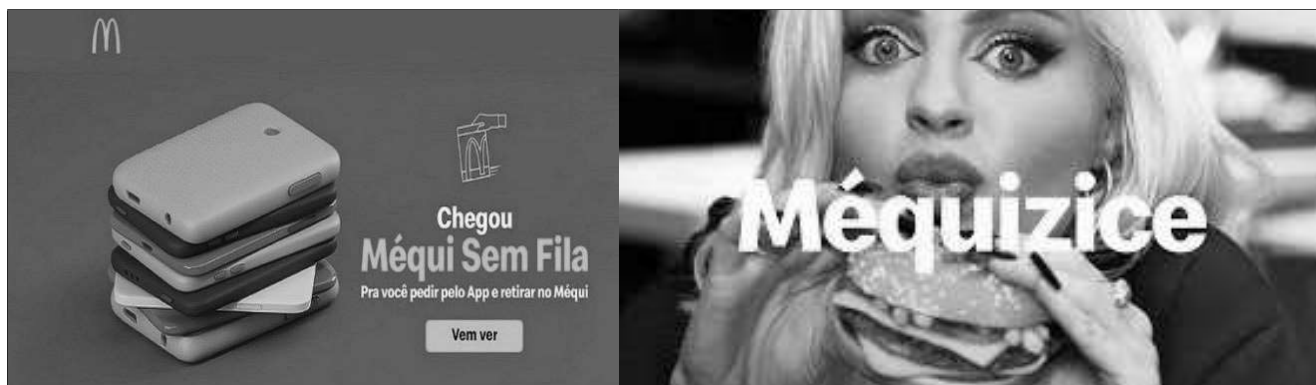 Chegou
Méqui Sem Fila
Pra você pedir pelo App e retirar no Méqui
Vem ver
Méquizice